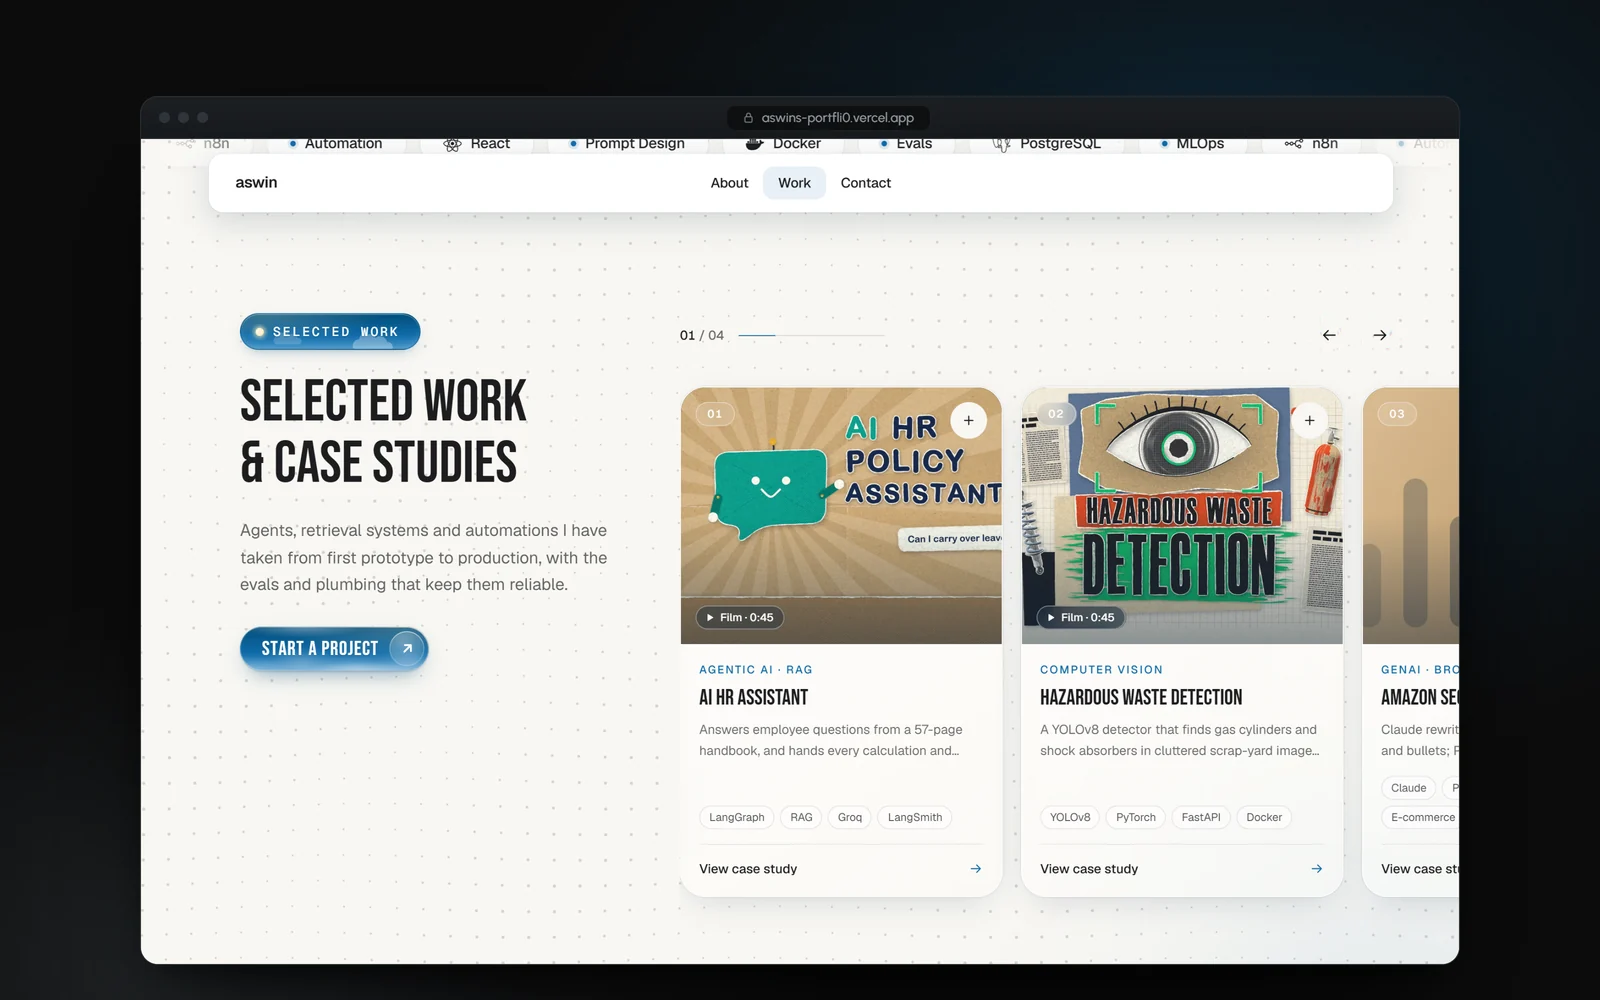 aswins-portfli0.vercel.app
n8n Automation React Prompt Design Docker Evals PostgreSQL MLOps n8n
aswin About Work Contact
SELECTED WORK
SELECTED WORK
& CASE STUDIES
Agents, retrieval systems and automations I have
taken from first prototype to production, with the
evals and plumbing that keep them reliable.
START A PROJECT
01 / 04
01
AI HR
POLICY
ASSISTANT
Can I carry over leav
Film · 0:45
AGENTIC AI · RAG
AI HR ASSISTANT
Answers employee questions from a 57-page
handbook, and hands every calculation and...
LangGraph RAG Groq LangSmith
View case study
02
HAZARDOUS WASTE
DETECTION
Film · 0:45
COMPUTER VISION
HAZARDOUS WASTE DETECTION
A YOLOv8 detector that finds gas cylinders and
shock absorbers in cluttered scrap-yard image...
YOLOv8 PyTorch FastAPI Docker
View case study
03
GENAI · BRO
AMAZON SEO
Claude rewrit
and bullets; P
Claude
E-commerce
View case st